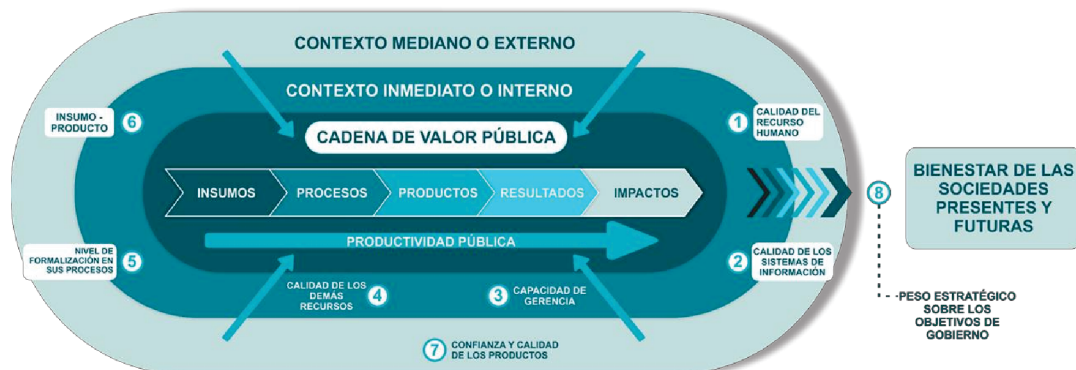 CONTEXTO MEDIANO O EXTERNO
CONTEXTO INMEDIATO O INTERNO
CADENA DE VALOR PÚBLICA
INSUMO -
PRODUCTO
6
1
CALIDAD DEL
RECURSO
HUMANO
INSUMOS
PROCESOS
PRODUCTOS
RESULTADOS
IMPACTOS
PRODUCTIVIDAD PÚBLICA
8
BIENESTAR DE LAS
SOCIEDADES
PRESENTES Y
FUTURAS
NIVEL DE
FORMALIZACIÓN EN
SUS PROCESOS
5
2
CALIDAD DE LOS
SISTEMAS DE
INFORMACIÓN
CALIDAD DE LOS
DEMÁS
RECURSOS
4
3
CAPACIDAD DE
GERENCIA
PESO ESTRATÉGICO
SOBRE LOS
OBJETIVOS DE
GOBIERNO
7
CONFIANZA Y CALIDAD
DE LOS PRODUCTOS